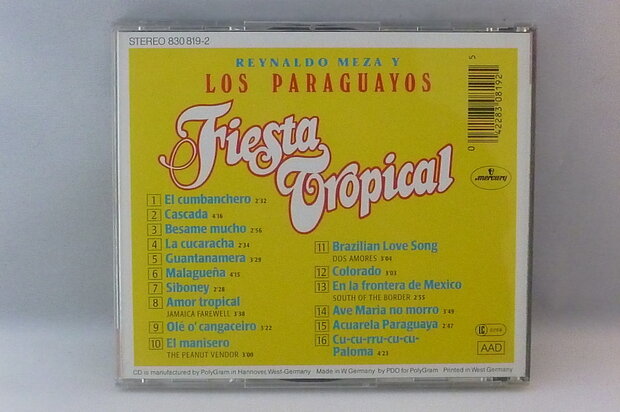 STEREO 830 819-2
REYNALDO MEZA Y
LOS PARAGUAYOS
Fiesta
Tropical
0 42283 08192 5
mercury
1 El cumbanchero 2'32
2 Cascada 4'16
3 Besame mucho 2'56
4 La cucaracha 2'34
5 Guantanamera 3'29
6 Malagueña 4'15
7 Siboney 2'28
8 Amor tropical
JAMAICA FAREWELL 3'38
9 Olé o' cangaceiro 3'22
10 El manisero
THE PEANUT VENDOR 3'00
11 Brazilian Love Song
DOS AMORES 3'04
12 Colorado 3'03
13 En la frontera de Mexico
SOUTH OF THE BORDER 2'55
14 Ave Maria no morro 3'49
15 Acuarela Paraguaya 2'47
16 Cu-cu-rru-cu-cu-
Paloma 4'23
AAD
CD is manufactured by PolyGram in Hannover, West-Germany Made in W. Germany by PDO for PolyGram Printed in West Germany